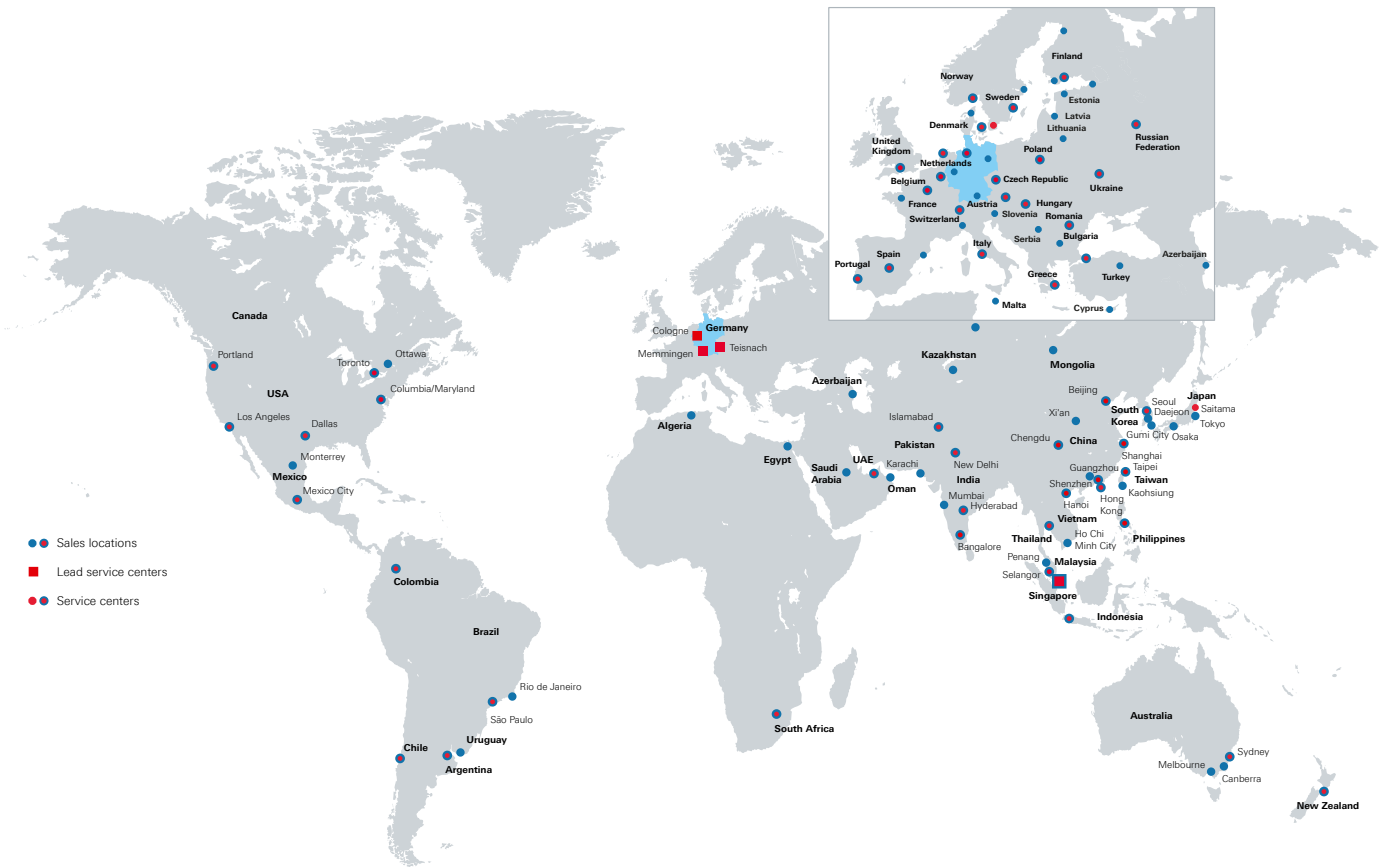 Finland
Norway
Sweden
Estonia
Latvia
Denmark
Lithuania
United
Kingdom
Russian
Federation
Poland
Netherlands
Belgium
Czech Republic
Ukraine
France
Austria
Hungary
Switzerland
Slovenia
Romania
Serbia
Bulgaria
Italy
Spain
Portugal
Azerbaijan
Greece
Turkey
Malta
Cyprus
Canada
Portland
Toronto
Ottawa
USA
Columbia/Maryland
Los Angeles
Dallas
Monterrey
Mexico
Mexico City
Sales locations
Lead service centers
Service centers
Colombia
Brazil
Rio de Janeiro
São Paulo
Uruguay
Chile
Argentina
Cologne
Germany
Memmingen
Teisnach
Algeria
Egypt
South Africa
Kazakhstan
Mongolia
Azerbaijan
Islamabad
Pakistan
Saudi
Arabia
UAE
Karachi
Oman
New Delhi
India
Mumbai
Hyderabad
Bangalore
Beijing
Xi'an
Chengdu
China
South
Korea
Seoul
Daejeon
Gumi City
Japan
Saitama
Tokyo
Osaka
Shanghai
Guangzhou
Taipei
Shenzhen
Taiwan
Kaohsiung
Hanoi
Hong
Kong
Vietnam
Thailand
Ho Chi
Minh City
Philippines
Penang
Malaysia
Selangor
Singapore
Indonesia
Australia
Sydney
Melbourne
Canberra
New Zealand